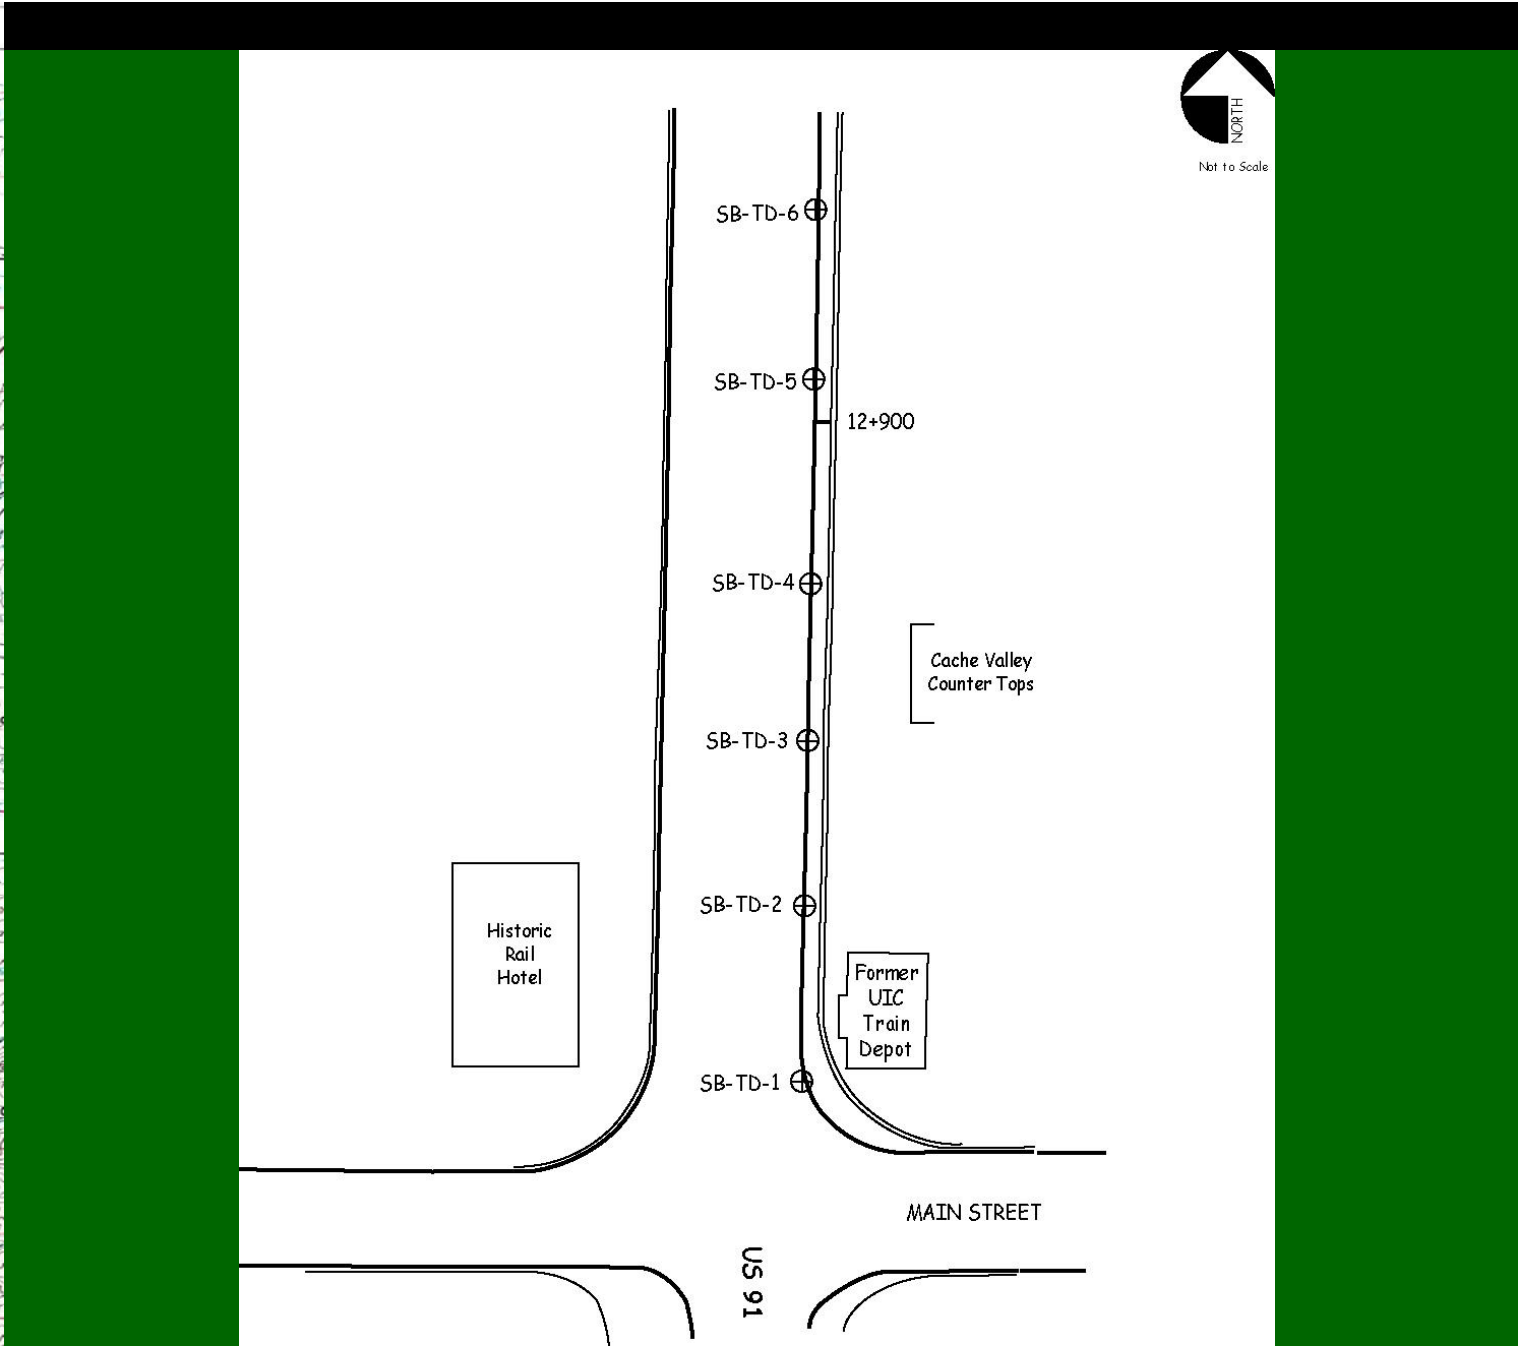 NORTH
Not to Scale
SB-TD-6
SB-TD-5
12+900
SB-TD-4
Cache Valley
Counter Tops
SB-TD-3
SB-TD-2
Historic
Rail
Hotel
Former
UIC
Train
Depot
SB-TD-1
MAIN STREET
US 91